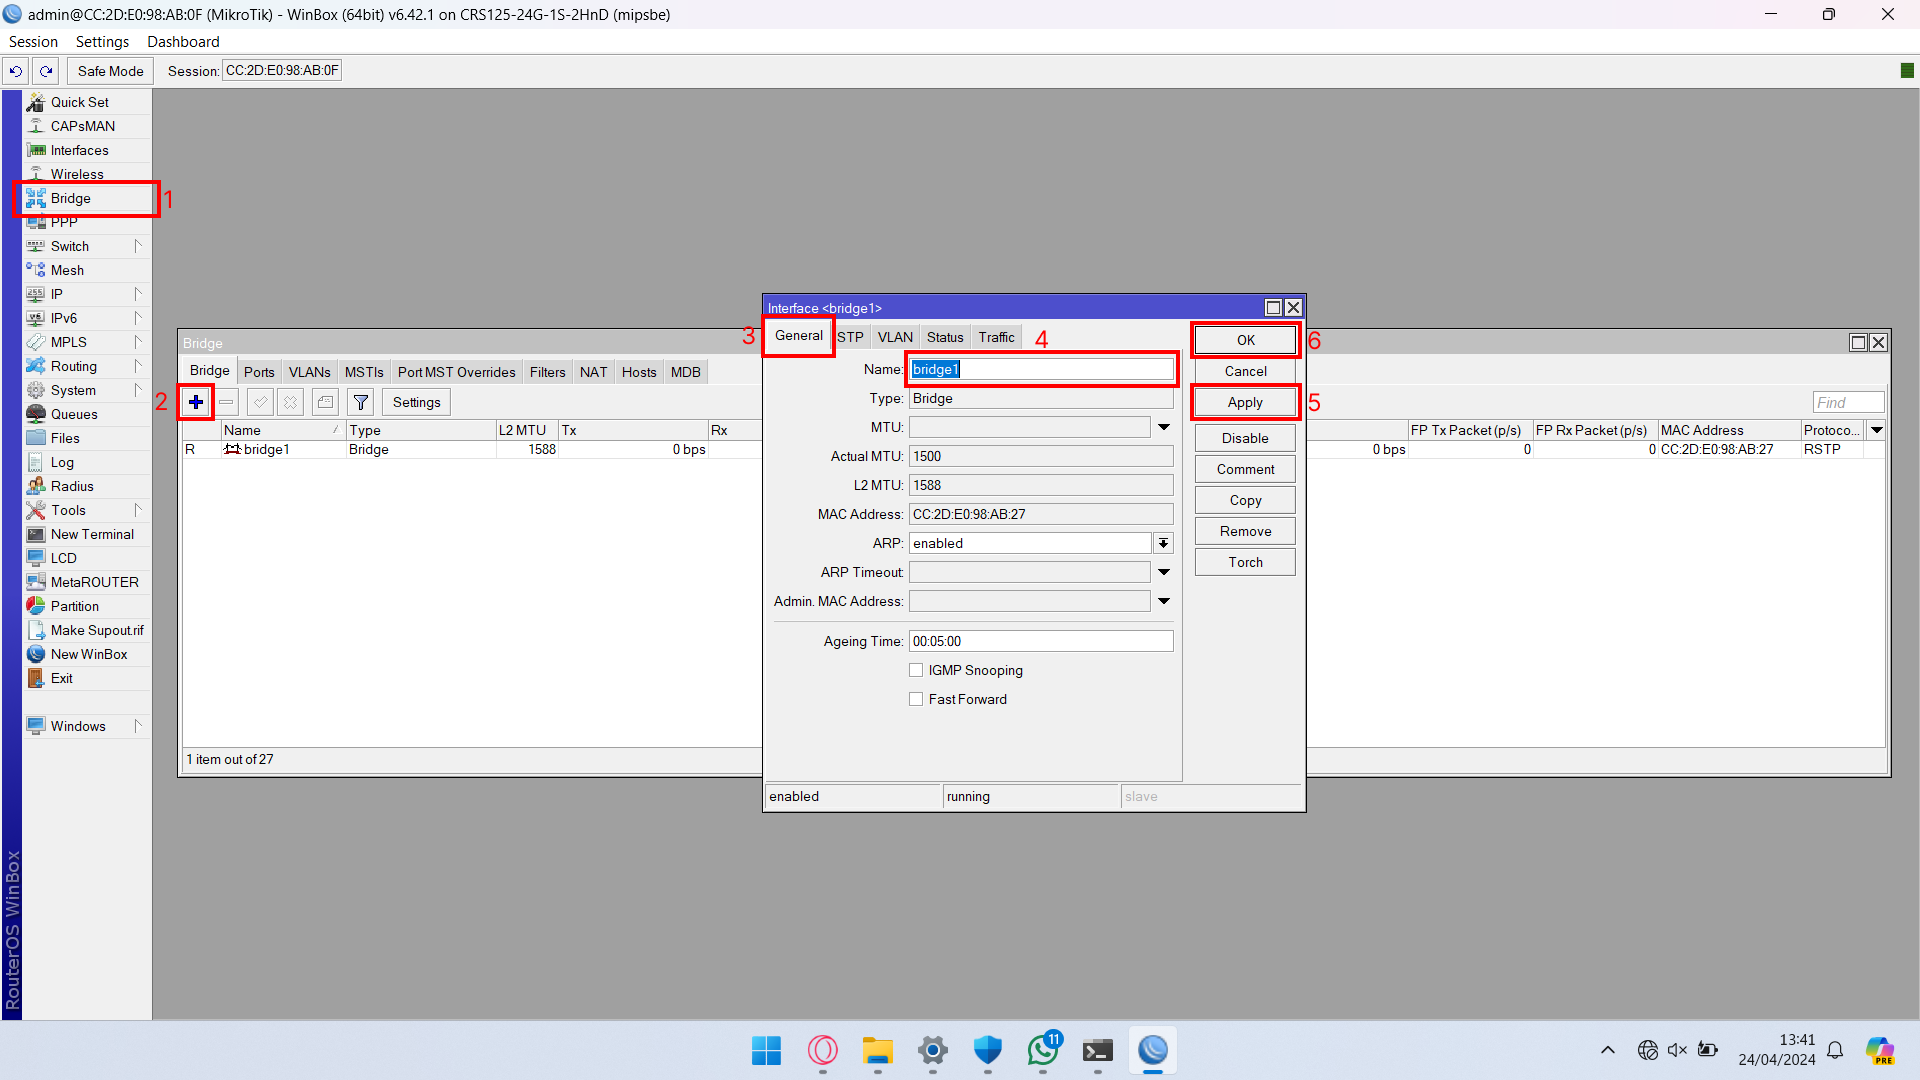 admin@CC:2D:E0:98:AB:0F (MikroTik) - WinBox (64bit) v6.42.1 on CRS125-24G-1S-2HnD (mipsbe)
Session Settings Dashboard
Safe Mode Session: CC:2D:E0:98:AB:0F
Quick Set
CAPsMAN
Interfaces
Wireless
Bridge 1
PPP
Switch
Mesh
IP
IPv6
MPLS
Routing
System
Queues
Files
Log
Radius
Tools
New Terminal
LCD
MetaROUTER
Partition
Make Supout.rif
New WinBox
Exit
Windows
RouterOS WinBox
Bridge
Bridge Ports VLANs MSTIs Port MST Overrides Filters NAT Hosts MDB
2 Settings Find
Name Type L2 MTU Tx Rx FP Tx Packet (p/s) FP Rx Packet (p/s) MAC Address Protoco...
R bridge1 Bridge 1588 0 bps 0 bps 0 0 CC:2D:E0:98:AB:27 RSTP
1 item out of 27
Interface <bridge1>
3 General STP VLAN Status Traffic 4
Name: bridge1
Type: Bridge
MTU:
Actual MTU: 1500
L2 MTU: 1588
MAC Address: CC:2D:E0:98:AB:27
ARP: enabled
ARP Timeout:
Admin. MAC Address:
Ageing Time: 00:05:00
IGMP Snooping
Fast Forward
OK 6
Cancel
Apply 5
Disable
Comment
Copy
Remove
Torch
enabled running slave
11
13:41
24/04/2024
PRE